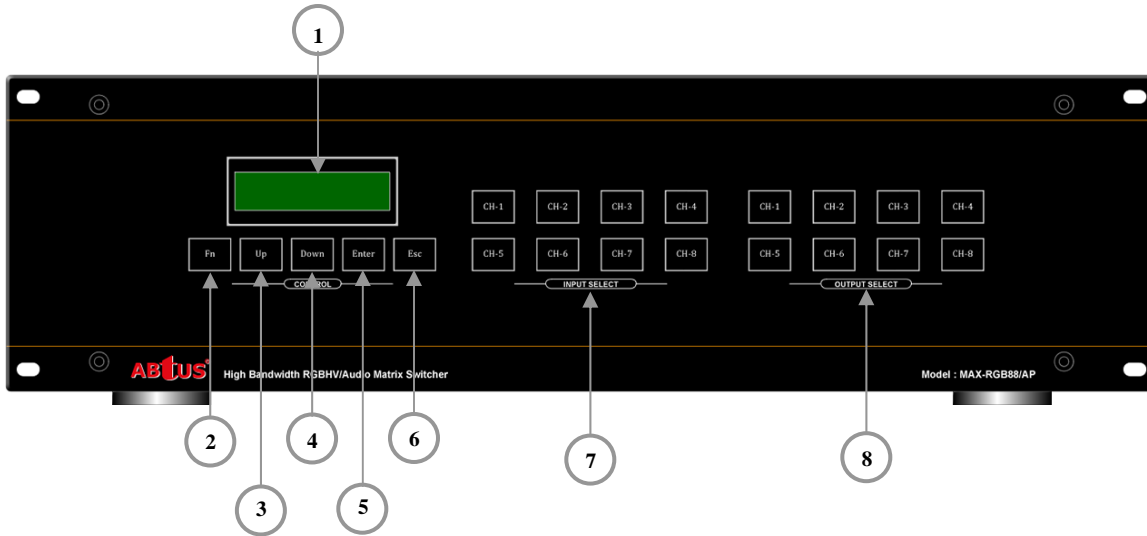 1
CH-1 CH-2 CH-3 CH-4 CH-1 CH-2 CH-3 CH-4
Fn Up Down Enter Esc CH-5 CH-6 CH-7 CH-8 CH-5 CH-6 CH-7 CH-8
CONTROL INPUT SELECT OUTPUT SELECT
ABtUS® High Bandwidth RGBHV/Audio Matrix Switcher Model : MAX-RGB88/AP
2 4 6 7 8
3 5